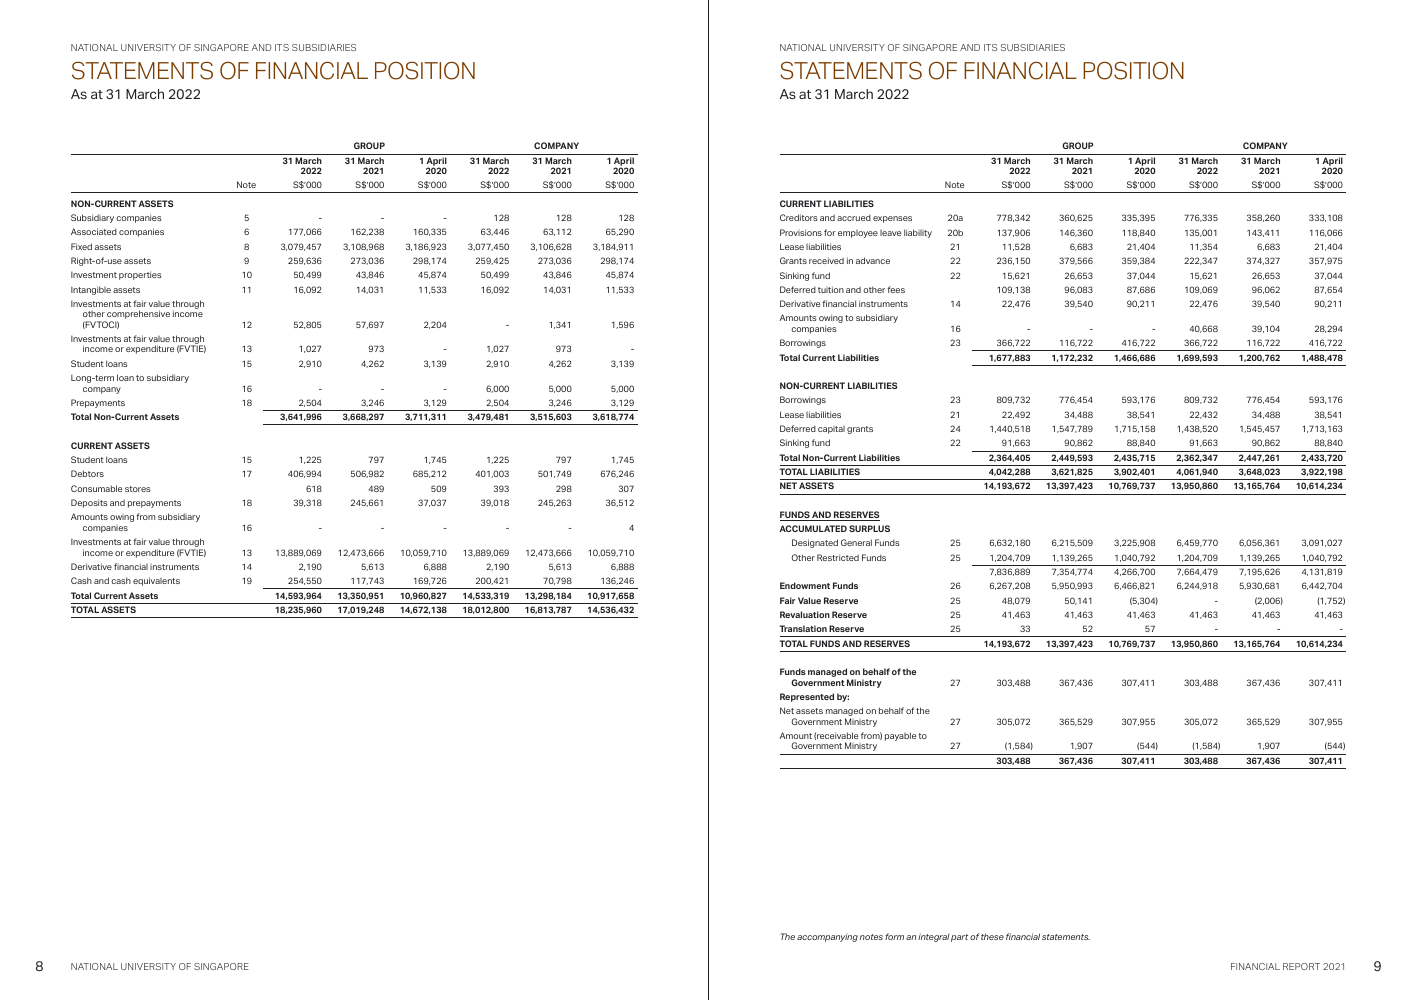 NATIONAL UNIVERSITY OF SINGAPORE AND ITS SUBSIDIARIES
STATEMENTS OF FINANCIAL POSITION
As at 31 March 2022
GROUP COMPANY
31 March 31 March 1 April 31 March 31 March 1 April
2022 2021 2020 2022 2021 2020
Note S$'000 S$'000 S$'000 S$'000 S$'000 S$'000
NON-CURRENT ASSETS
Subsidiary companies 5 - - - 128 128 128
Associated companies 6 177,066 162,238 160,335 63,446 63,112 65,290
Fixed assets 8 3,079,457 3,108,968 3,186,923 3,077,450 3,106,628 3,184,911
Right-of-use assets 9 259,636 273,036 298,174 259,425 273,036 298,174
Investment properties 10 50,499 43,846 45,874 50,499 43,846 45,874
Intangible assets 11 16,092 14,031 11,533 16,092 14,031 11,533
Investments at fair value through
other comprehensive income
(FVTOCI) 12 52,805 57,697 2,204 - 1,341 1,596
Investments at fair value through
income or expenditure (FVTIE) 13 1,027 973 - 1,027 973 -
Student loans 15 2,910 4,262 3,139 2,910 4,262 3,139
Long-term loan to subsidiary
company 16 - - - 6,000 5,000 5,000
Prepayments 18 2,504 3,246 3,129 2,504 3,246 3,129
Total Non-Current Assets 3,641,996 3,668,297 3,711,311 3,479,481 3,515,603 3,618,774
CURRENT ASSETS
Student loans 15 1,225 797 1,745 1,225 797 1,745
Debtors 17 406,994 506,982 685,212 401,003 501,749 676,246
Consumable stores 618 489 509 393 298 307
Deposits and prepayments 18 39,318 245,661 37,037 39,018 245,263 36,512
Amounts owing from subsidiary
companies 16 - - - - - 4
Investments at fair value through
income or expenditure (FVTIE) 13 13,889,069 12,473,666 10,059,710 13,889,069 12,473,666 10,059,710
Derivative financial instruments 14 2,190 5,613 6,888 2,190 5,613 6,888
Cash and cash equivalents 19 254,550 117,743 169,726 200,421 70,798 136,246
Total Current Assets 14,593,964 13,350,951 10,960,827 14,533,319 13,298,184 10,917,658
TOTAL ASSETS 18,235,960 17,019,248 14,672,138 18,012,800 16,813,787 14,536,432
8 NATIONAL UNIVERSITY OF SINGAPORE
NATIONAL UNIVERSITY OF SINGAPORE AND ITS SUBSIDIARIES
STATEMENTS OF FINANCIAL POSITION
As at 31 March 2022
GROUP COMPANY
31 March 31 March 1 April 31 March 31 March 1 April
2022 2021 2020 2022 2021 2020
Note S$'000 S$'000 S$'000 S$'000 S$'000 S$'000
CURRENT LIABILITIES
Creditors and accrued expenses 20a 778,342 360,625 335,395 776,335 358,260 333,108
Provisions for employee leave liability 20b 137,906 146,360 118,840 135,001 143,411 116,066
Lease liabilities 21 11,528 6,683 21,404 11,354 6,683 21,404
Grants received in advance 22 236,150 379,566 359,384 222,347 374,327 357,975
Sinking fund 22 15,621 26,653 37,044 15,621 26,653 37,044
Deferred tuition and other fees 109,138 96,083 87,686 109,069 96,062 87,654
Derivative financial instruments 14 22,476 39,540 90,211 22,476 39,540 90,211
Amounts owing to subsidiary
companies 16 - - - 40,668 39,104 28,294
Borrowings 23 366,722 116,722 416,722 366,722 116,722 416,722
Total Current Liabilities 1,677,883 1,172,232 1,466,686 1,699,593 1,200,762 1,488,478
NON-CURRENT LIABILITIES
Borrowings 23 809,732 776,454 593,176 809,732 776,454 593,176
Lease liabilities 21 22,492 34,488 38,541 22,432 34,488 38,541
Deferred capital grants 24 1,440,518 1,547,789 1,715,158 1,438,520 1,545,457 1,713,163
Sinking fund 22 91,663 90,862 88,840 91,663 90,862 88,840
Total Non-Current Liabilities 2,364,405 2,449,593 2,435,715 2,362,347 2,447,261 2,433,720
TOTAL LIABILITIES 4,042,288 3,621,825 3,902,401 4,061,940 3,648,023 3,922,198
NET ASSETS 14,193,672 13,397,423 10,769,737 13,950,860 13,165,764 10,614,234
FUNDS AND RESERVES
ACCUMULATED SURPLUS
Designated General Funds 25 6,632,180 6,215,509 3,225,908 6,459,770 6,056,361 3,091,027
Other Restricted Funds 25 1,204,709 1,139,265 1,040,792 1,204,709 1,139,265 1,040,792
7,836,889 7,354,774 4,266,700 7,664,479 7,195,626 4,131,819
Endowment Funds 26 6,267,208 5,950,993 6,466,821 6,244,918 5,930,681 6,442,704
Fair Value Reserve 25 48,079 50,141 (5,304) - (2,006) (1,752)
Revaluation Reserve 25 41,463 41,463 41,463 41,463 41,463 41,463
Translation Reserve 25 33 52 57 - - -
TOTAL FUNDS AND RESERVES 14,193,672 13,397,423 10,769,737 13,950,860 13,165,764 10,614,234
Funds managed on behalf of the
Government Ministry 27 303,488 367,436 307,411 303,488 367,436 307,411
Represented by:
Net assets managed on behalf of the
Government Ministry 27 305,072 365,529 307,955 305,072 365,529 307,955
Amount (receivable from) payable to
Government Ministry 27 (1,584) 1,907 (544) (1,584) 1,907 (544)
303,488 367,436 307,411 303,488 367,436 307,411
The accompanying notes form an integral part of these financial statements.
FINANCIAL REPORT 2021 9